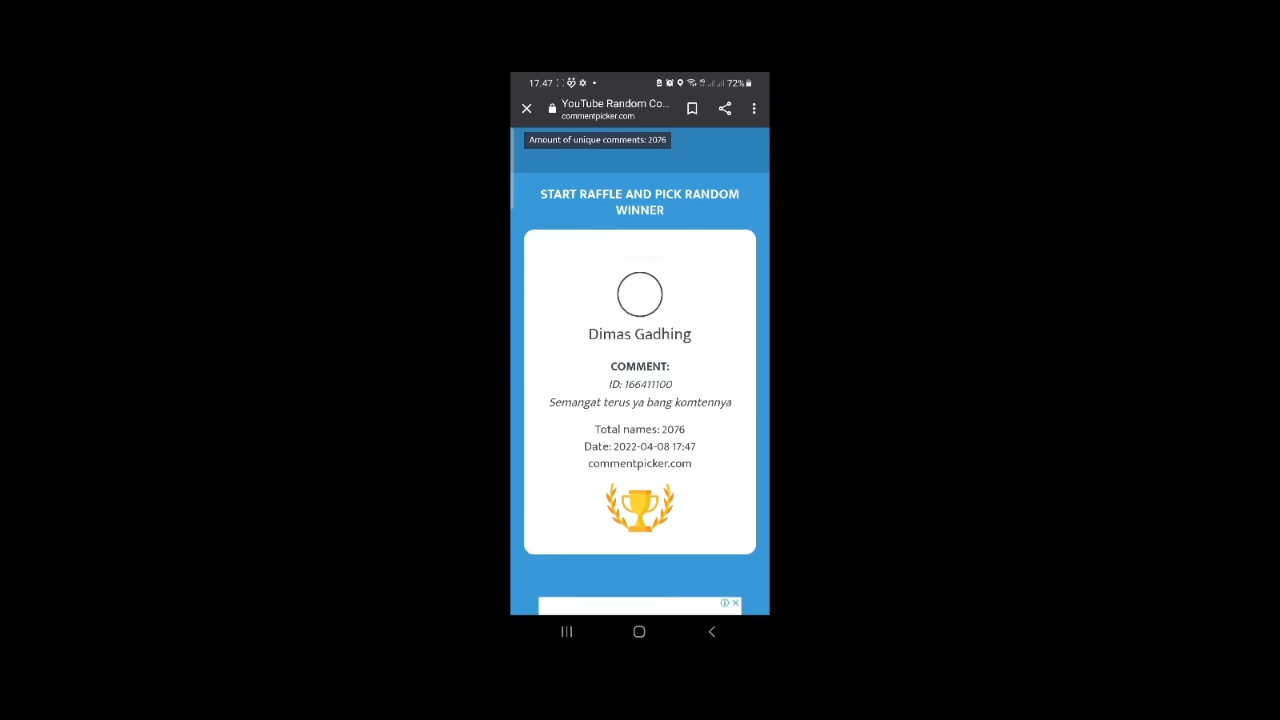 17.47
72%
YouTube Random Co...
commentpicker.com
Amount of unique comments: 2076
START RAFFLE AND PICK RANDOM
WINNER
Dimas Gadhing
COMMENT:
ID: 166411100
Semangat terus ya bang komtennya
Total names: 2076
Date: 2022-04-08 17:47
commentpicker.com